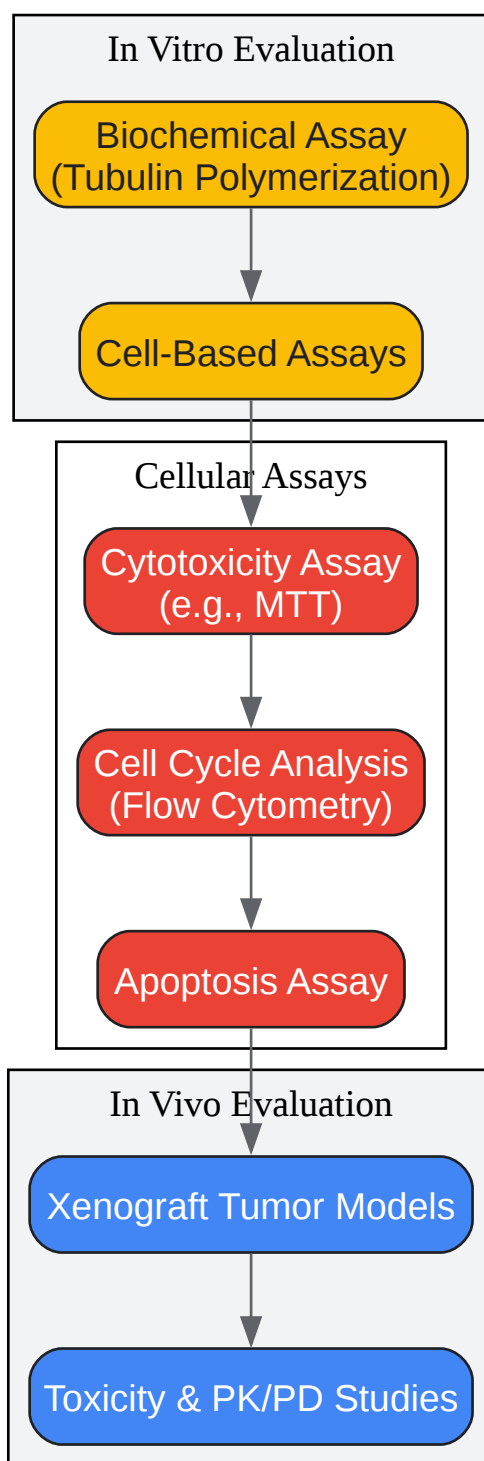 In Vitro Evaluation
Biochemical Assay
(Tubulin Polymerization)
Cell-Based Assays
Cellular Assays
Cytotoxicity Assay
(e.g., MTT)
Cell Cycle Analysis
(Flow Cytometry)
Apoptosis Assay
In Vivo Evaluation
Xenograft Tumor Models
Toxicity & PK/PD Studies